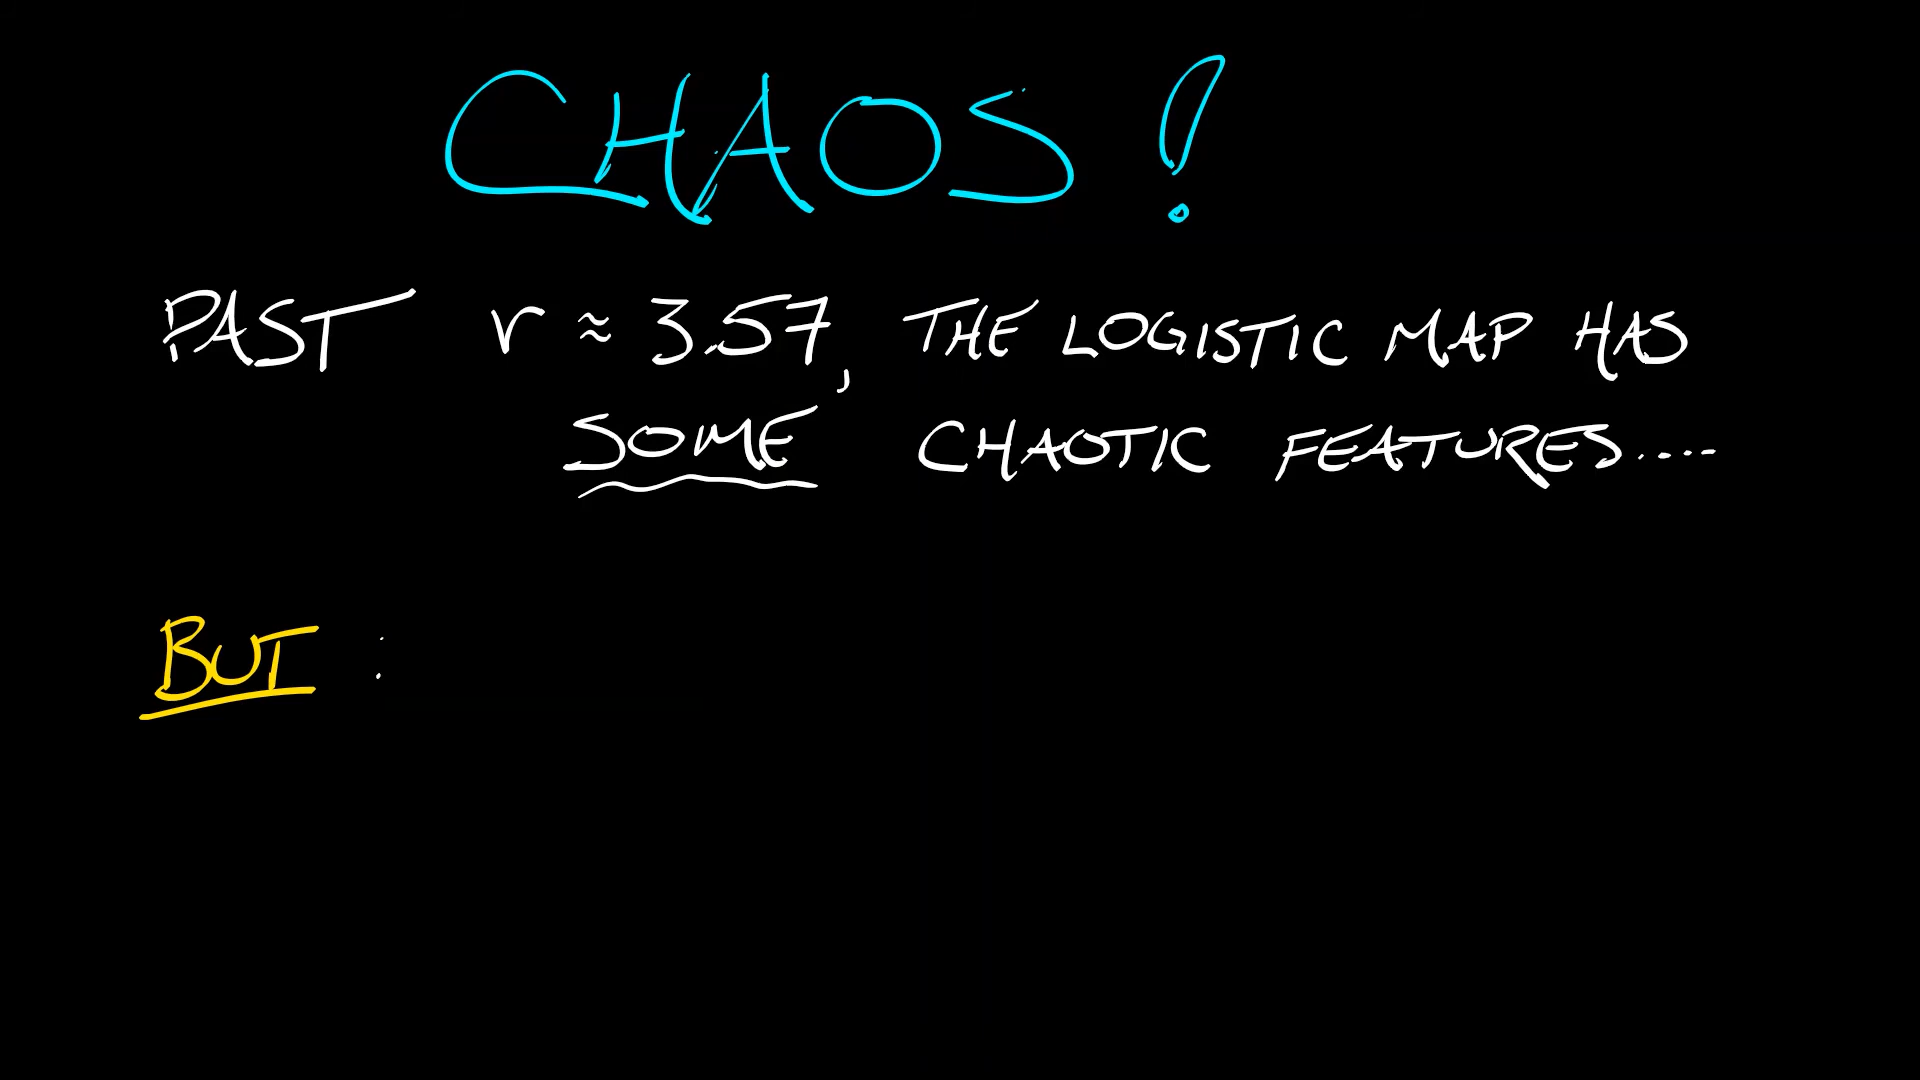 CHAOS!
PAST r ≈ 3.57, THE LOGISTIC MAP HAS
SOME CHAOTIC FEATURES....
BUT :